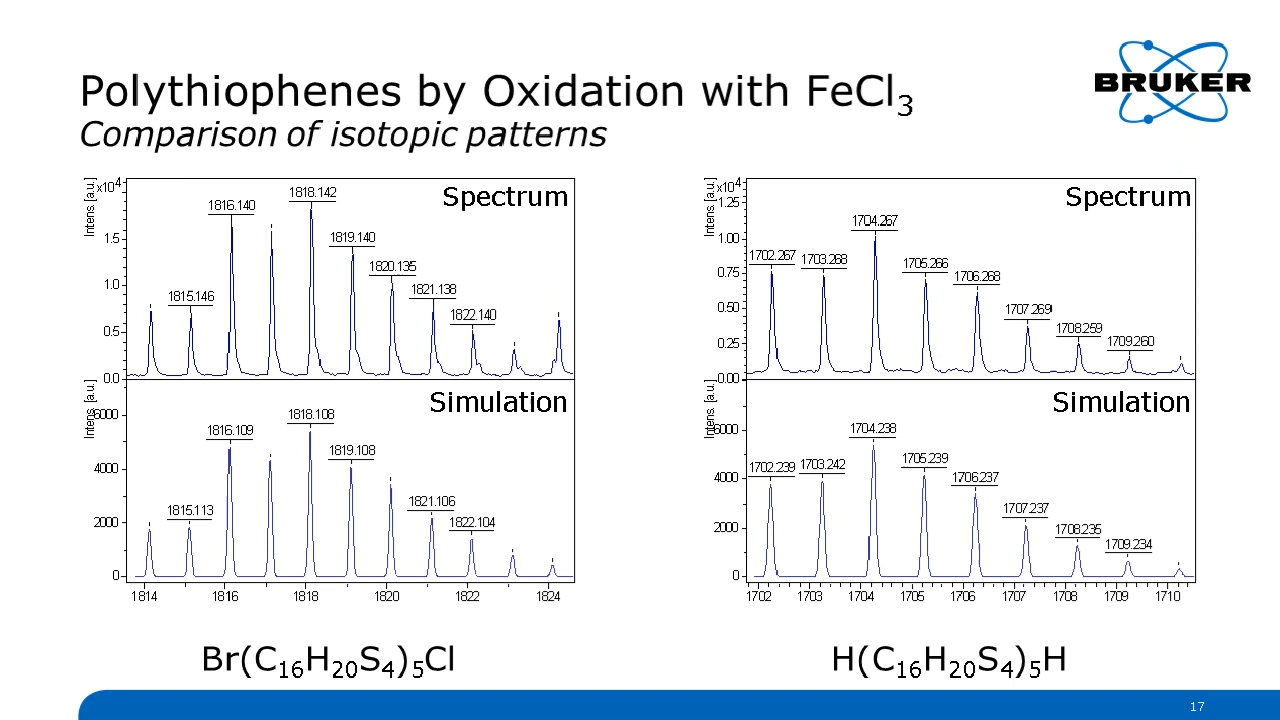 Polythiophenes by Oxidation with FeCl3
Comparison of isotopic patterns
BRUKER
Intens. [a.u.]
x10^4
1.5
1.0
0.5
0.0
Spectrum
1815.146
1816.140
1818.142
1819.140
1820.135
1821.138
1822.140
Intens. [a.u.]
6000
4000
2000
0
Simulation
1815.113
1816.109
1818.108
1819.108
1821.106
1822.104
1814 1816 1818 1820 1822 1824
Br(C16H20S4)5Cl
Intens. [a.u.]
x10^4
1.25
1.00
0.75
0.50
0.25
0.00
Spectrum
1702.267
1703.268
1704.267
1705.266
1706.268
1707.269
1708.259
1709.260
Intens. [a.u.]
6000
4000
2000
0
Simulation
1702.239
1703.242
1704.238
1705.239
1706.237
1707.237
1708.235
1709.234
1702 1703 1704 1705 1706 1707 1708 1709 1710
H(C16H20S4)5H
17